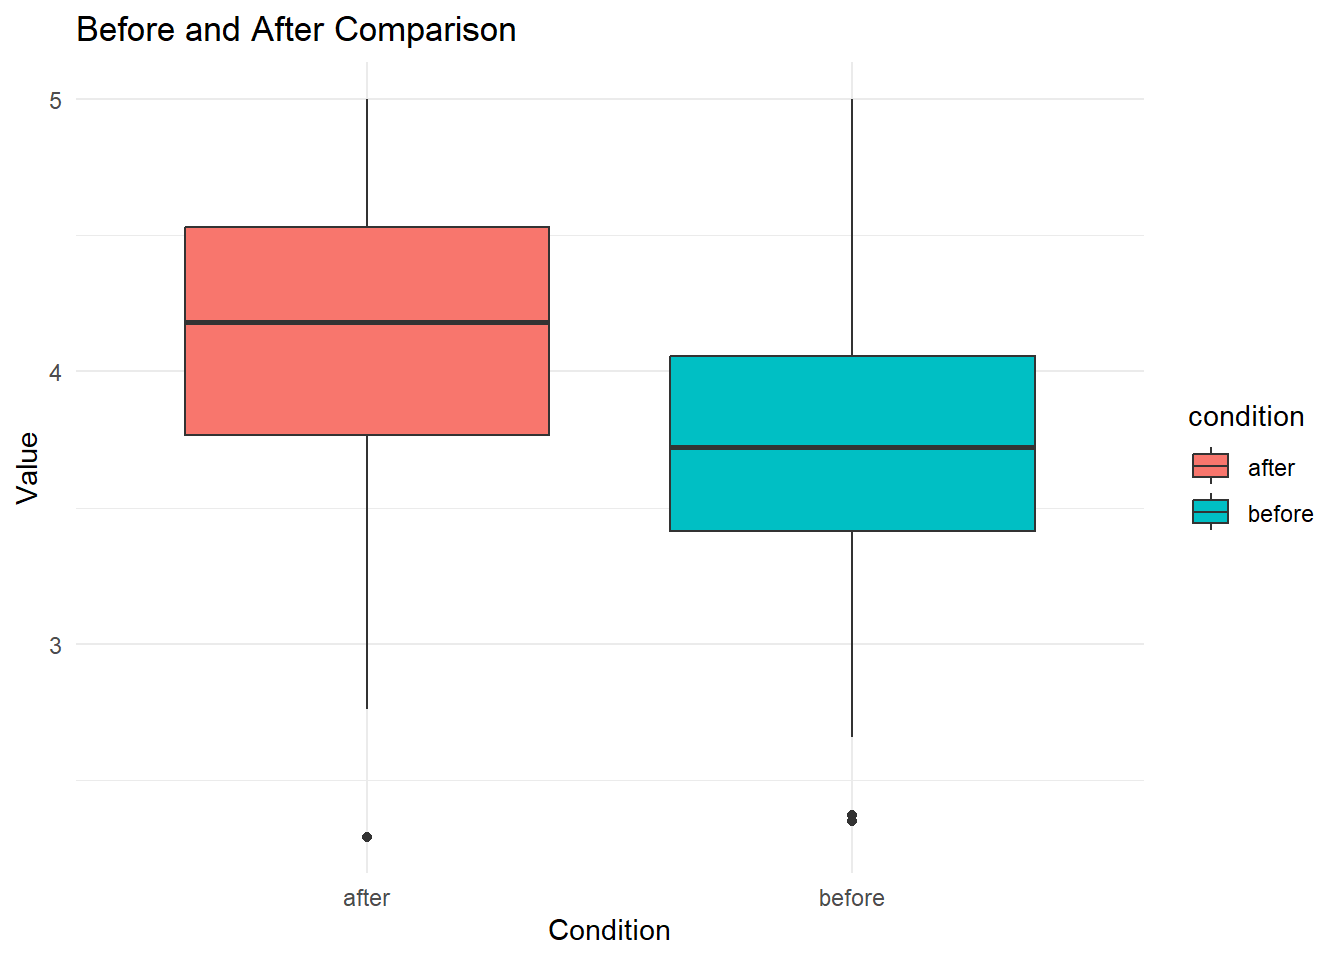 Before and After Comparison
5
4
3
Value
after
before
Condition
condition
after
before